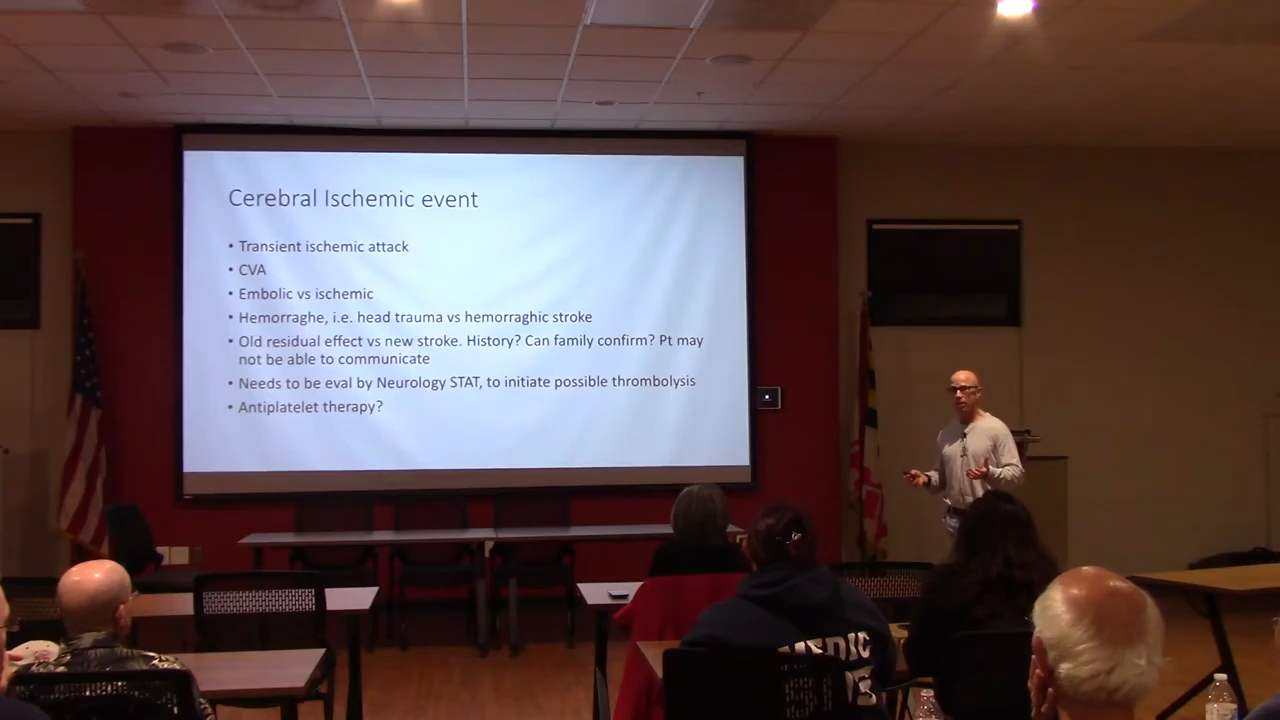 Cerebral Ischemic event
• Transient ischemic attack
• CVA
• Embolic vs ischemic
• Hemorraghe, i.e. head trauma vs hemorraghic stroke
• Old residual effect vs new stroke. History? Can family confirm? Pt may
not be able to communicate
• Needs to be eval by Neurology STAT, to initiate possible thrombolysis
• Antiplatelet therapy?
MEDIC